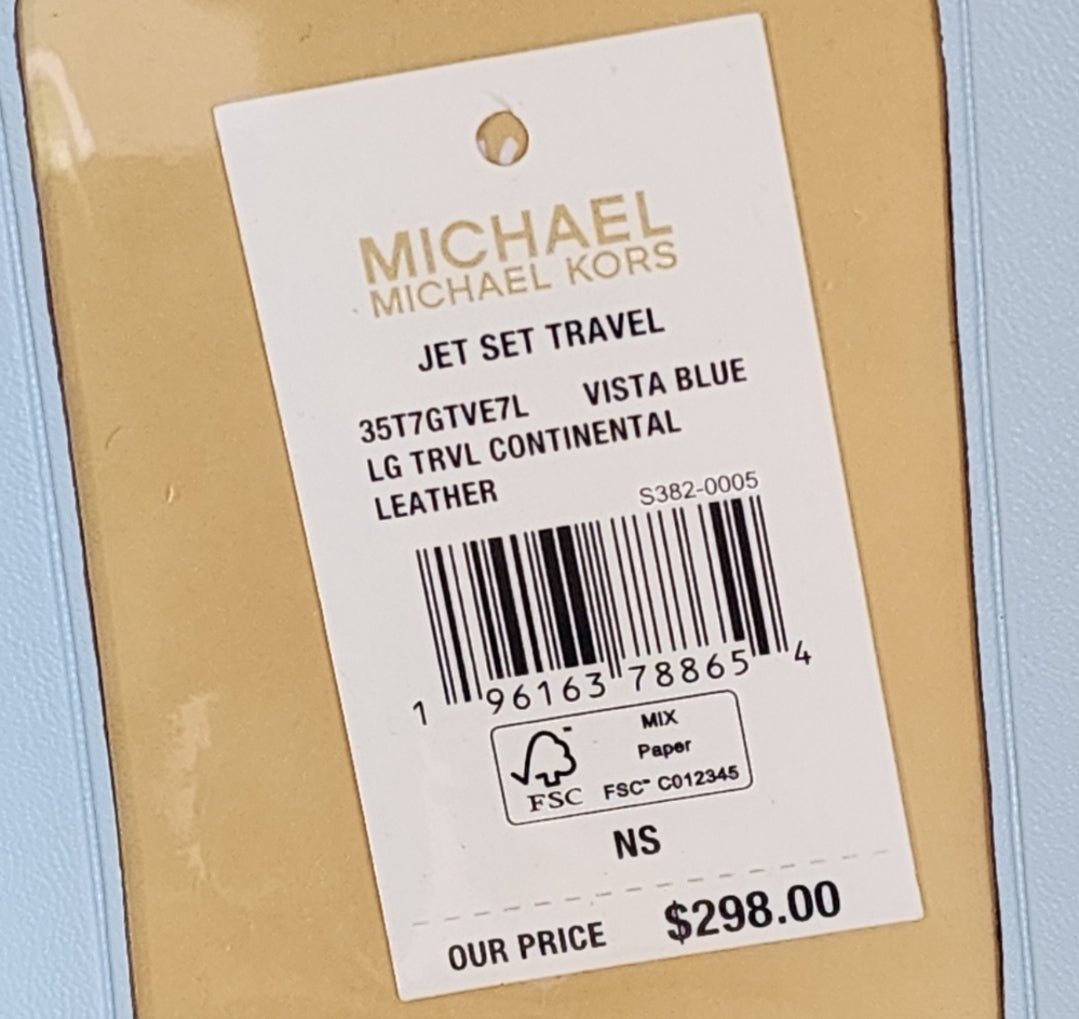 MICHAEL
MICHAEL KORS
JET SET TRAVEL
35T7GTVE7L VISTA BLUE
LG TRVL CONTINENTAL
LEATHER
S382-0005
1 96163 78865 4
FSC
MIX
Paper
FSC™ C012345
NS
OUR PRICE $298.00